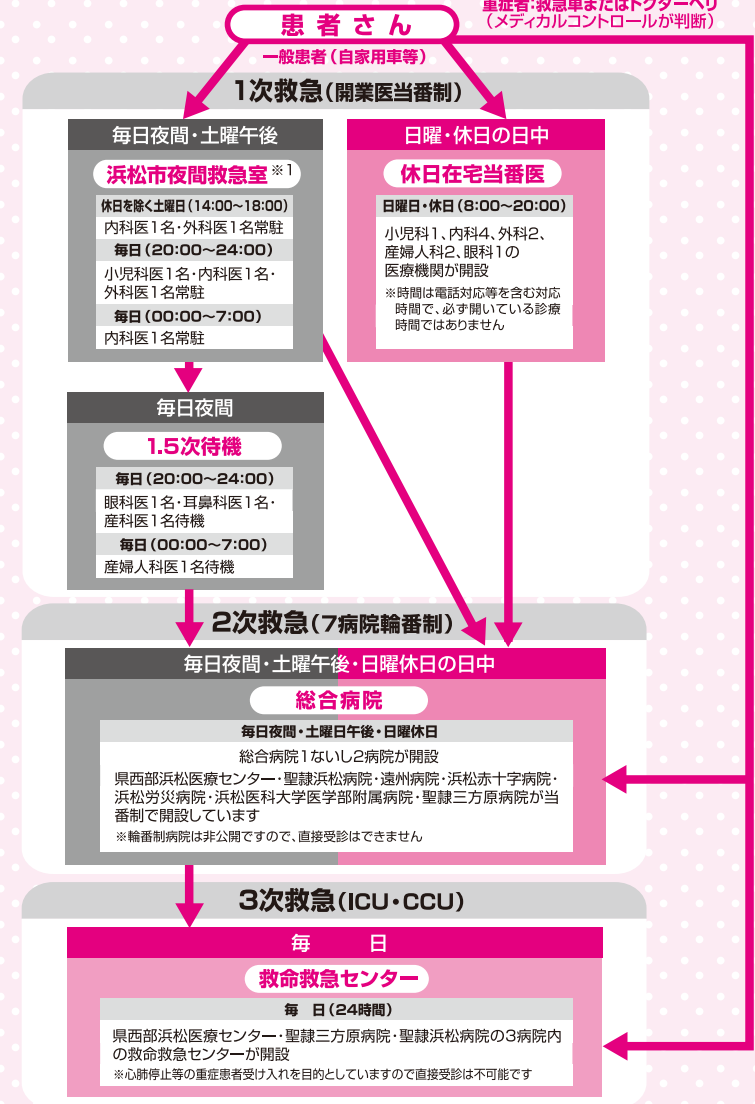 重症者:救急車またはドクターヘリ
(メディカルコントロールが判断)
患者さん
一般患者(自家用車等)
1次救急(開業医当番制)
毎日夜間・土曜午後
浜松市夜間救急室※1
休日を除く土曜日(14:00〜18:00)
内科医1名・外科医1名常駐
毎日(20:00〜24:00)
小児科医1名・内科医1名・
外科医1名常駐
毎日(00:00〜7:00)
内科医1名常駐
日曜・休日の日中
休日在宅当番医
日曜日・休日(8:00〜20:00)
小児科1、内科4、外科2、
産婦人科2、眼科1の
医療機関が開設
※時間は電話対応等を含む対応
時間で、必ず開いている診療
時間ではありません
毎日夜間
1.5次待機
毎日(20:00〜24:00)
眼科医1名・耳鼻科医1名・
産科医1名待機
毎日(00:00〜7:00)
産婦人科医1名待機
2次救急(7病院輪番制)
毎日夜間・土曜午後・日曜休日の日中
総合病院
毎日夜間・土曜日午後・日曜休日
総合病院1ないし2病院が開設
県西部浜松医療センター・聖隷浜松病院・遠州病院・浜松赤十字病院・
浜松労災病院・浜松医科大学医学部附属病院・聖隷三方原病院が当
番制で開設しています
※輪番制病院は非公開ですので、直接受診はできません
3次救急(ICU・CCU)
毎 日
救命救急センター
毎 日(24時間)
県西部浜松医療センター・聖隷三方原病院・聖隷浜松病院の3病院内
の救命救急センターが開設
※心肺停止等の重症患者受け入れを目的としていますので直接受診は不可能です